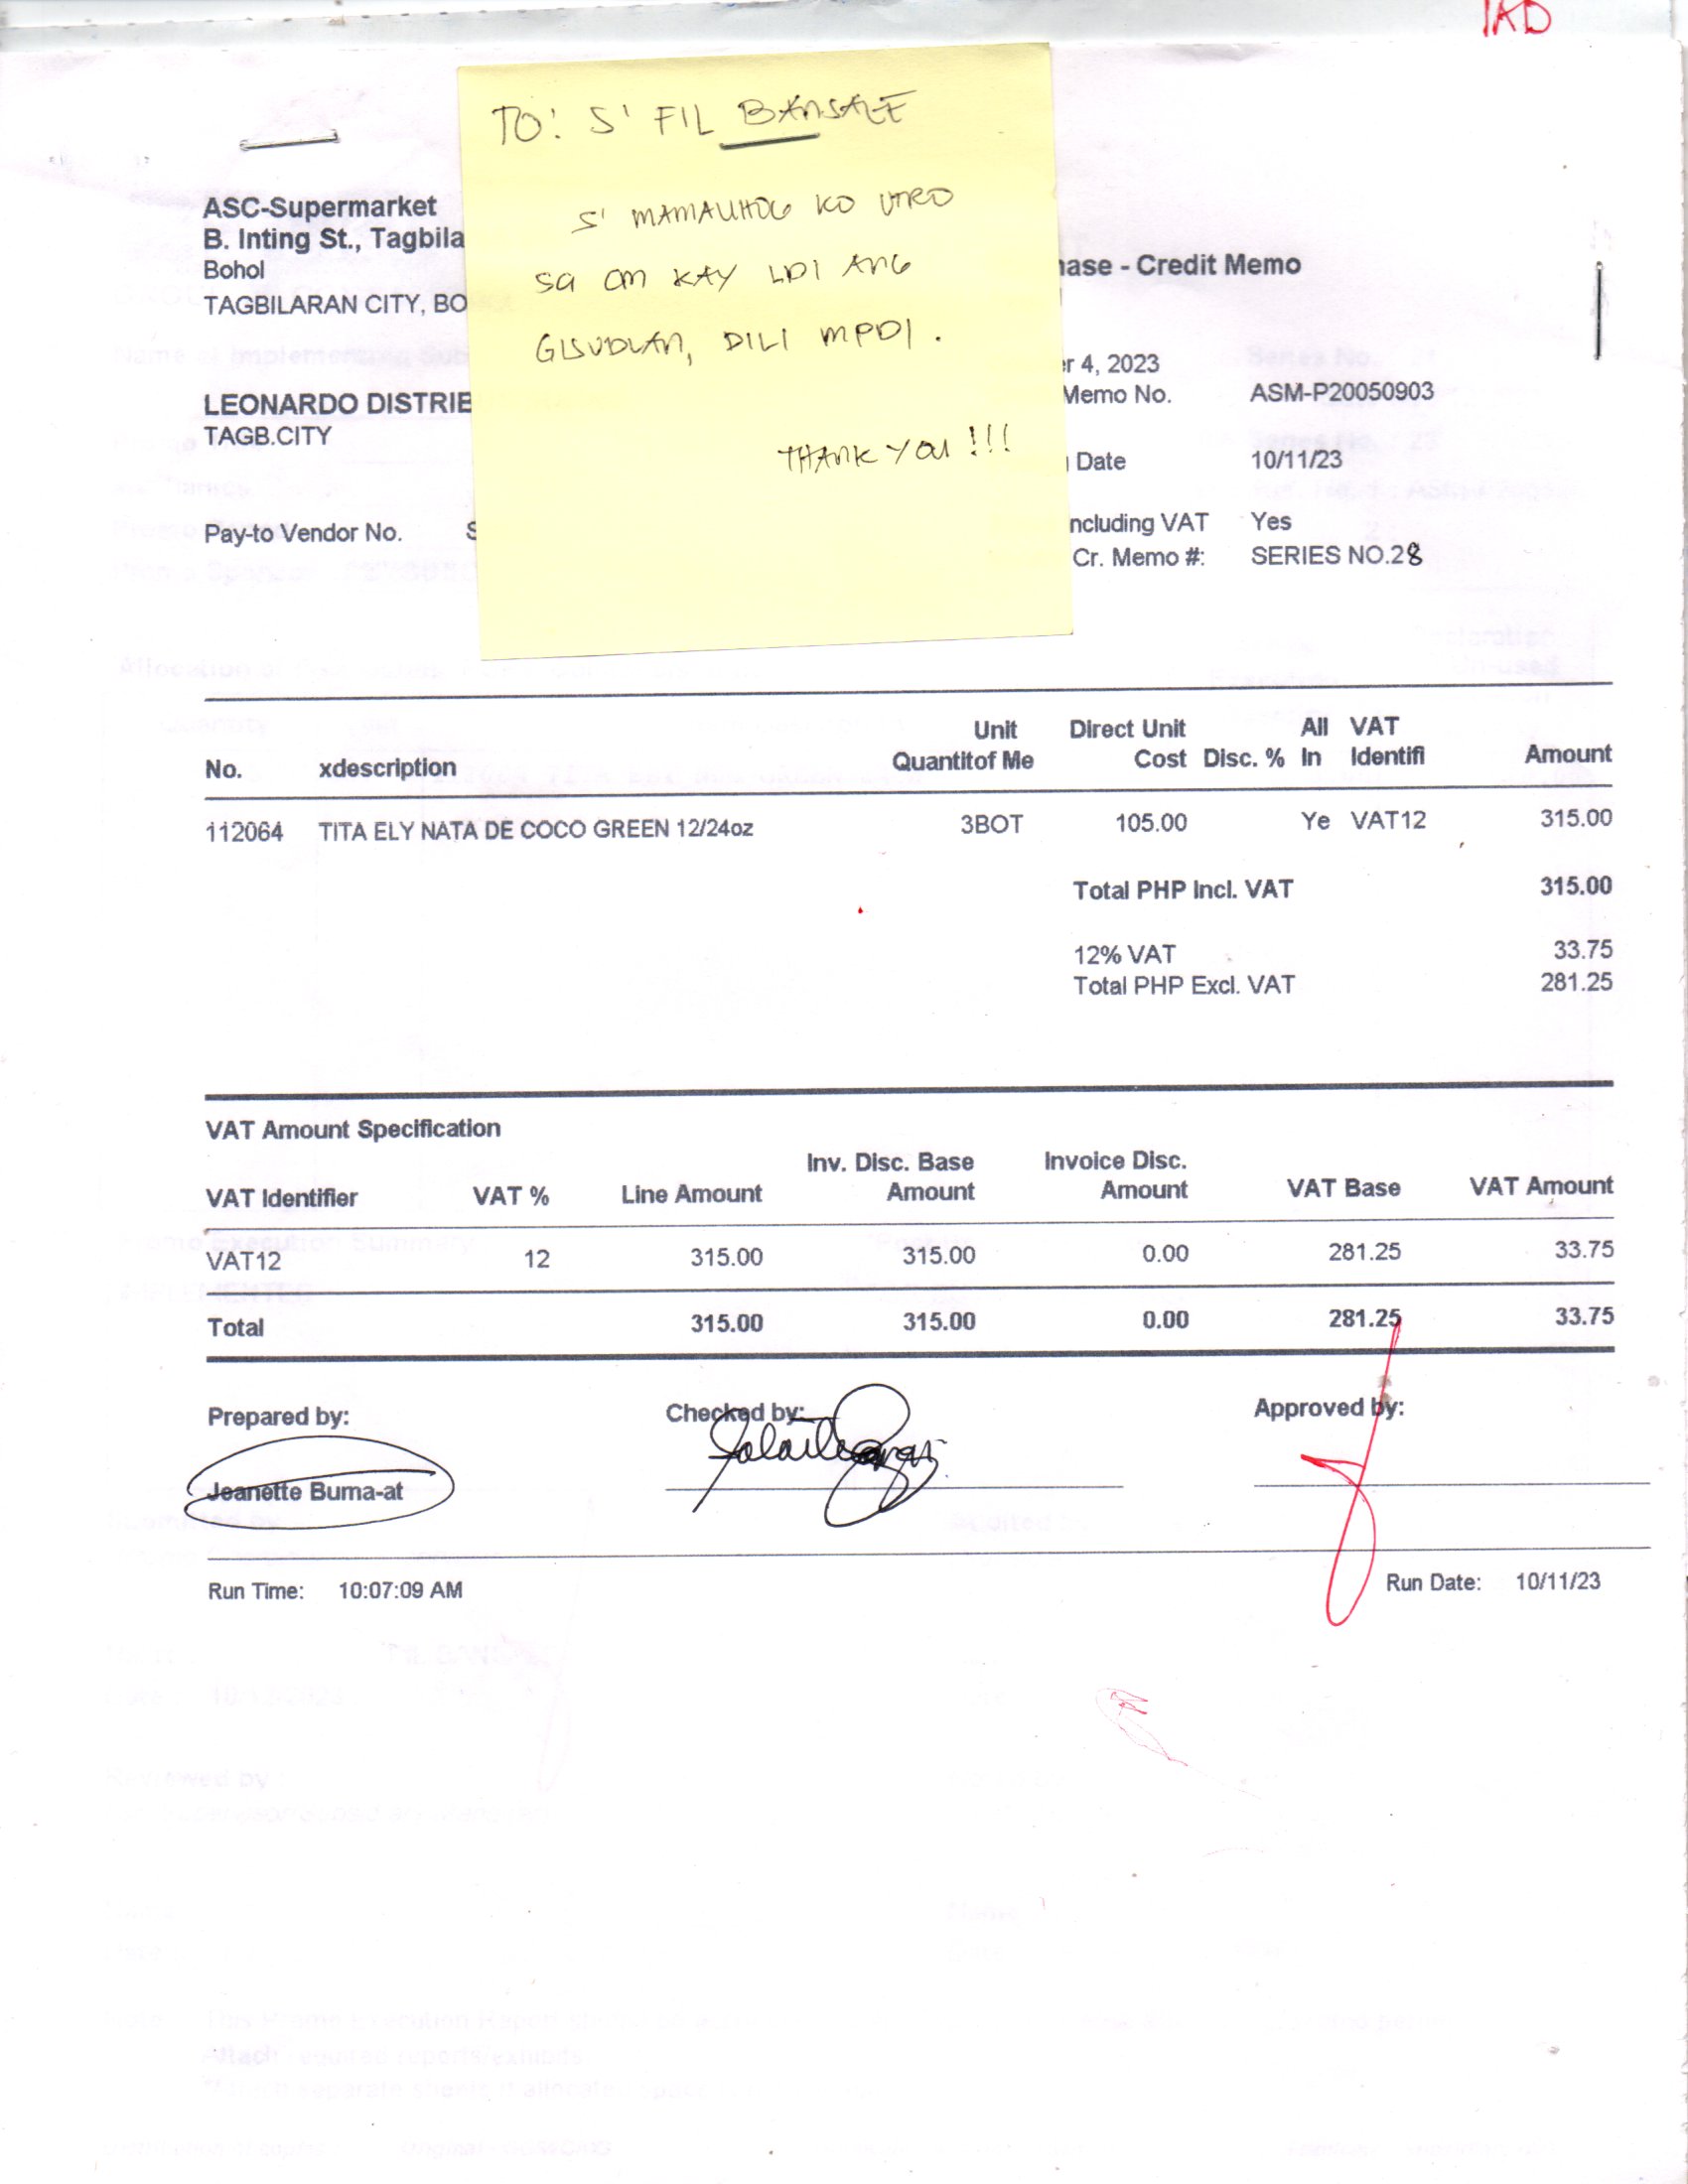 IAD
TO: S' FIL BANSALE
S' MAMAUHOG KO UTRO
sa cm KAY LDI ANG
GISUDLAN, DILI MPDI.
THANK YOU!!!
ASC-Supermarket
B. Inting St., Tagbila
Bohol
TAGBILARAN CITY, BO
hase - Credit Memo
r 4, 2023
Memo No. ASM-P20050903
LEONARDO DISTRIB
TAGB.CITY
Date 10/11/23
Pay-to Vendor No. S
ncluding VAT Yes
Cr. Memo #: SERIES NO.28
No. xdescription Quantitof Me Unit Direct Unit Cost Disc. % All In VAT Identifi Amount
112064 TITA ELY NATA DE COCO GREEN 12/24oz 3BOT 105.00 Ye VAT12 315.00
Total PHP Incl. VAT 315.00
12% VAT 33.75
Total PHP Excl. VAT 281.25
VAT Amount Specification
VAT Identifier VAT % Line Amount Inv. Disc. Base Amount Invoice Disc. Amount VAT Base VAT Amount
VAT12 12 315.00 315.00 0.00 281.25 33.75
Total 315.00 315.00 0.00 281.25 33.75
Prepared by: Checked by: Approved by:
Jeanette Buma-at
Run Time: 10:07:09 AM Run Date: 10/11/23